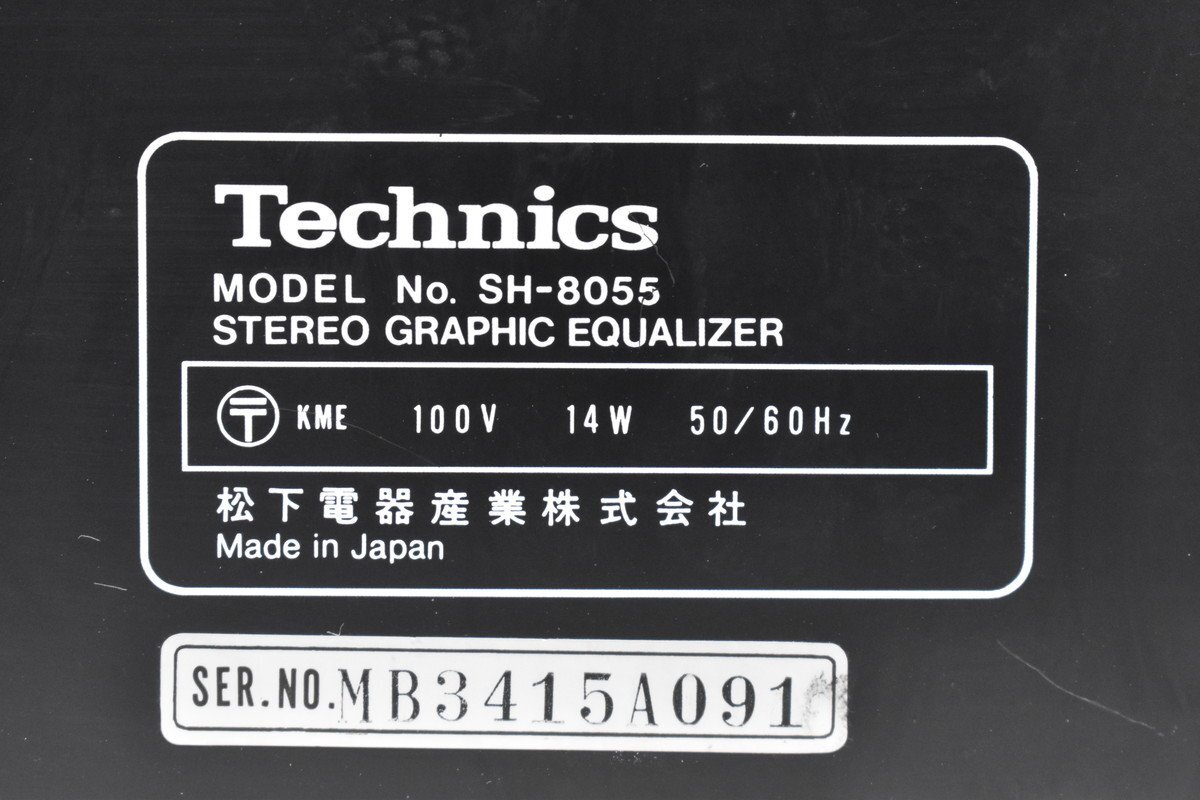 Technics
MODEL No. SH-8055
STEREO GRAPHIC EQUALIZER
〒 KME 100V 14W 50/60Hz
松下電器産業株式会社
Made in Japan
SER.NO. MB3415A091